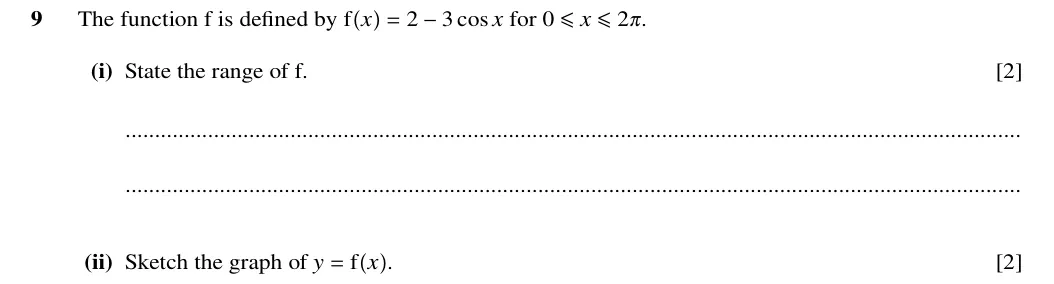 9 The function f is defined by f(x) = 2 − 3 cos x for 0 ⩽ x ⩽ 2π.
(i) State the range of f. [2]
................................................................................
................................................................................
(ii) Sketch the graph of y = f(x). [2]